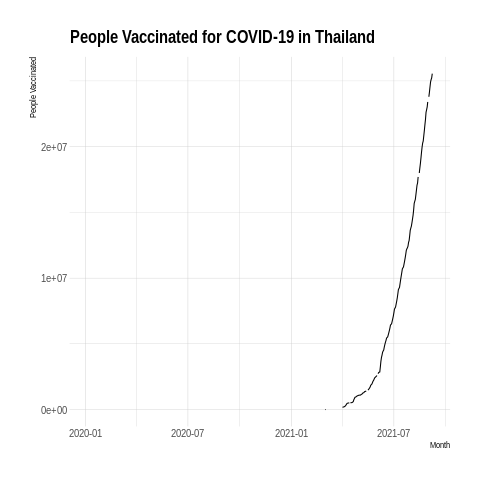 People Vaccinated for COVID-19 in Thailand
People Vaccinated
2e+07
1e+07
0e+00
2020-01 2020-07 2021-01 2021-07
Month